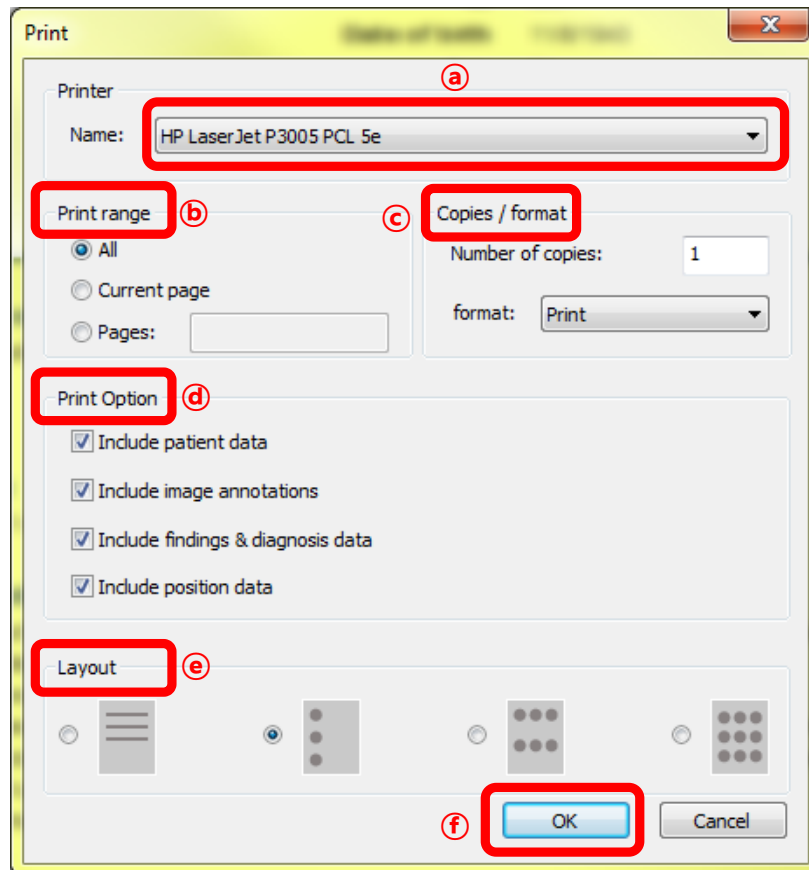 Print
ⓐ
Printer
Name: HP LaserJet P3005 PCL 5e
Print range ⓑ
All
Current page
Pages:
ⓒ Copies / format
Number of copies: 1
format: Print
Print Option ⓓ
Include patient data
Include image annotations
Include findings & diagnosis data
Include position data
Layout ⓔ
ⓕ OK Cancel